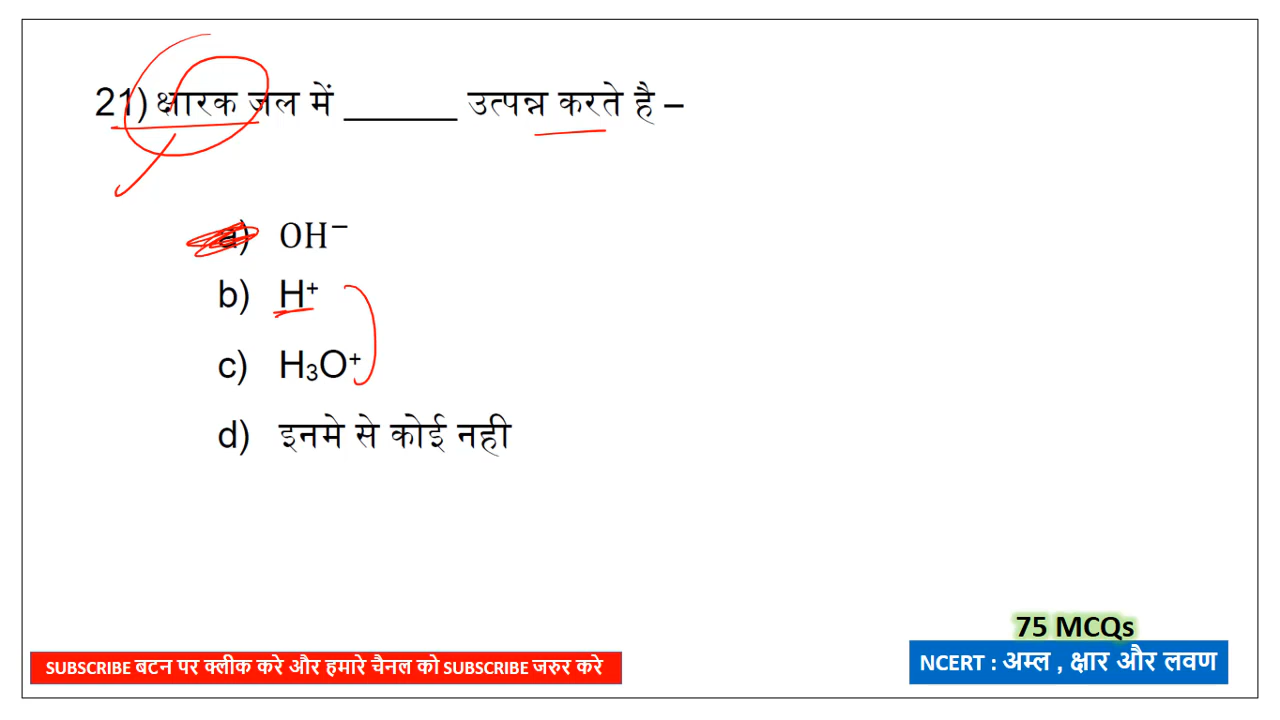 21) क्षारक जल में ______ उत्पन्न करते है –
a) OH⁻
b) H⁺
c) H₃O⁺
d) इनमे से कोई नही
75 MCQs
SUBSCRIBE बटन पर क्लीक करे और हमारे चैनल को SUBSCRIBE जरुर करे
NCERT : अम्ल , क्षार और लवण